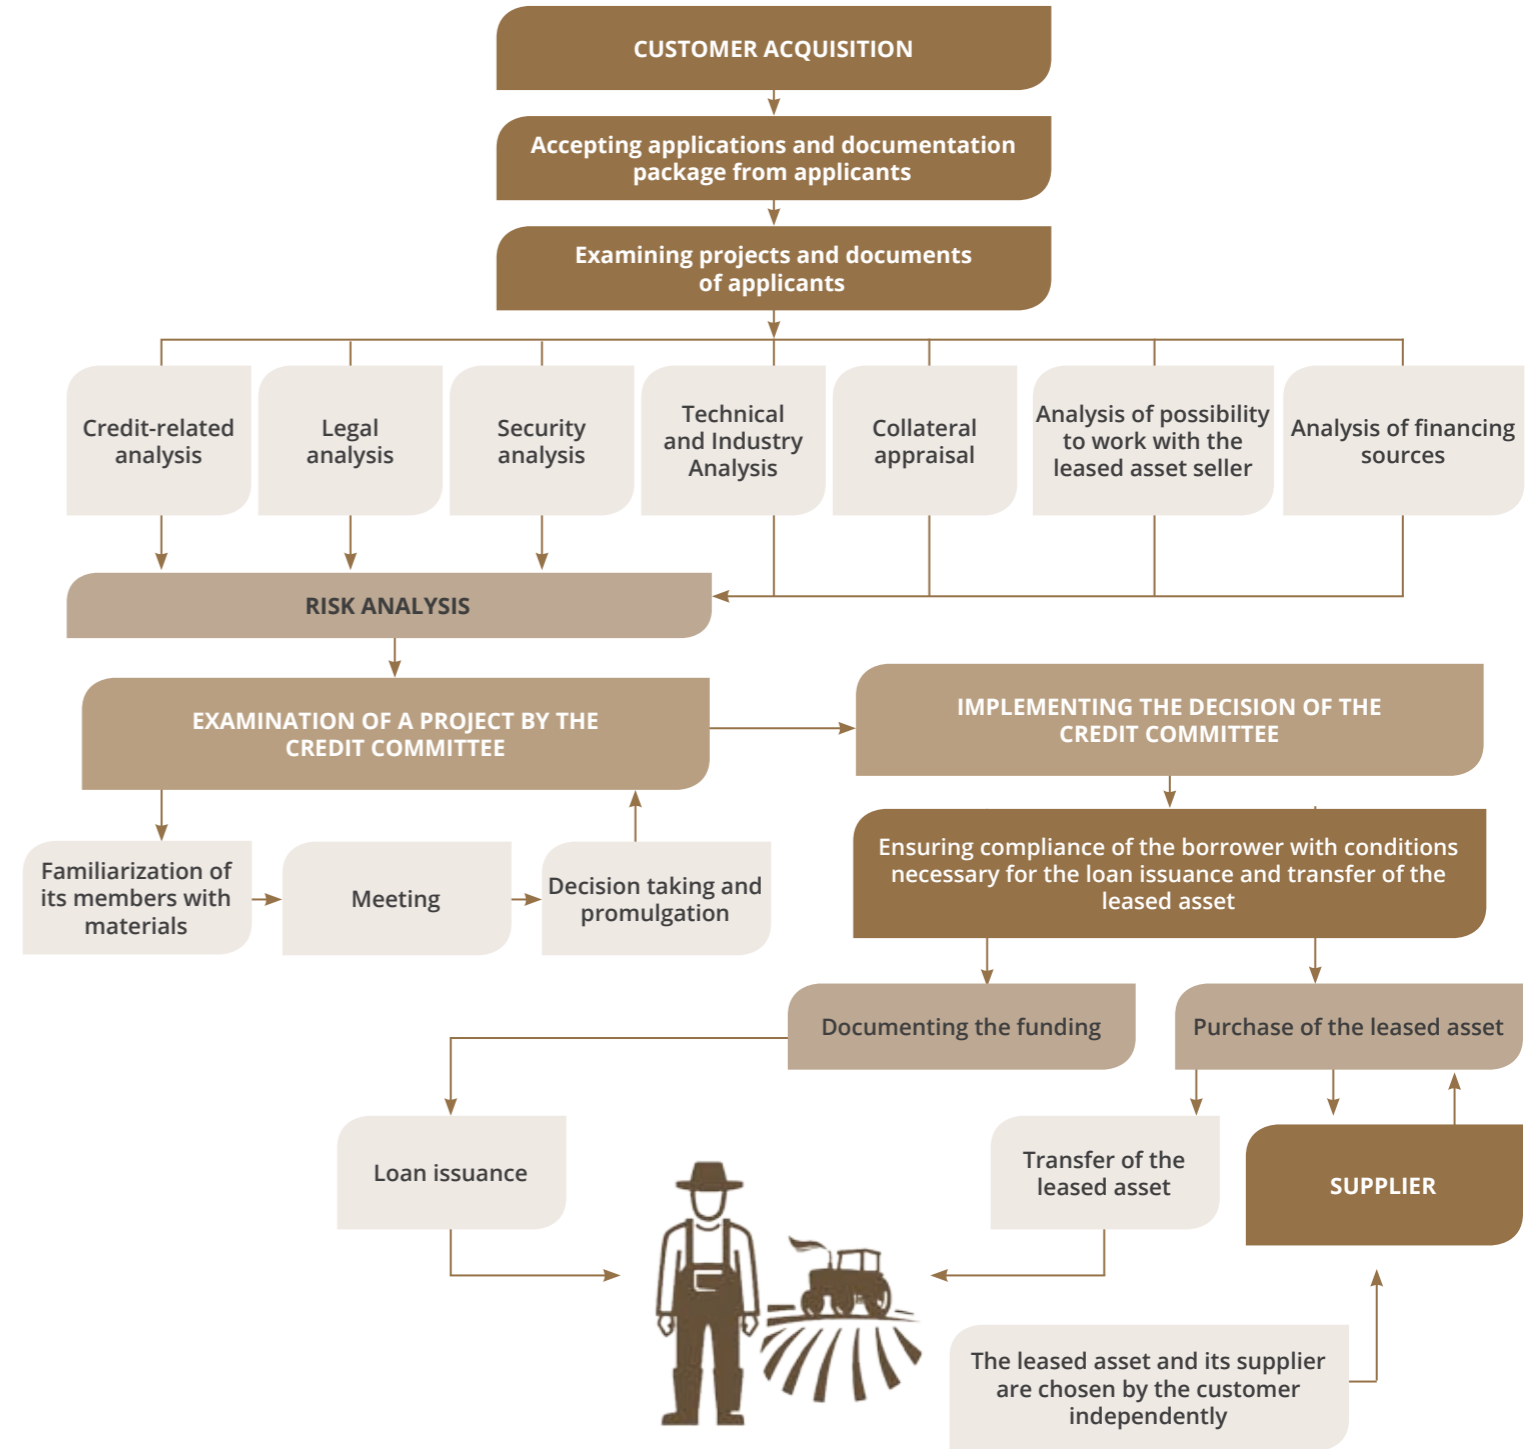 CUSTOMER ACQUISITION
Accepting applications and documentation
package from applicants
Examining projects and documents
of applicants
Credit-related
analysis
Legal
analysis
Security
analysis
Technical
and Industry
Analysis
Collateral
appraisal
Analysis of possibility
to work with the
leased asset seller
Analysis of financing
sources
RISK ANALYSIS
EXAMINATION OF A PROJECT BY THE
CREDIT COMMITTEE
IMPLEMENTING THE DECISION OF THE
CREDIT COMMITTEE
Familiarization of
its members with
materials
Meeting
Decision taking and
promulgation
Ensuring compliance of the borrower with conditions
necessary for the loan issuance and transfer of the
leased asset
Documenting the funding
Purchase of the leased asset
Loan issuance
Transfer of the
leased asset
SUPPLIER
The leased asset and its supplier
are chosen by the customer
independently